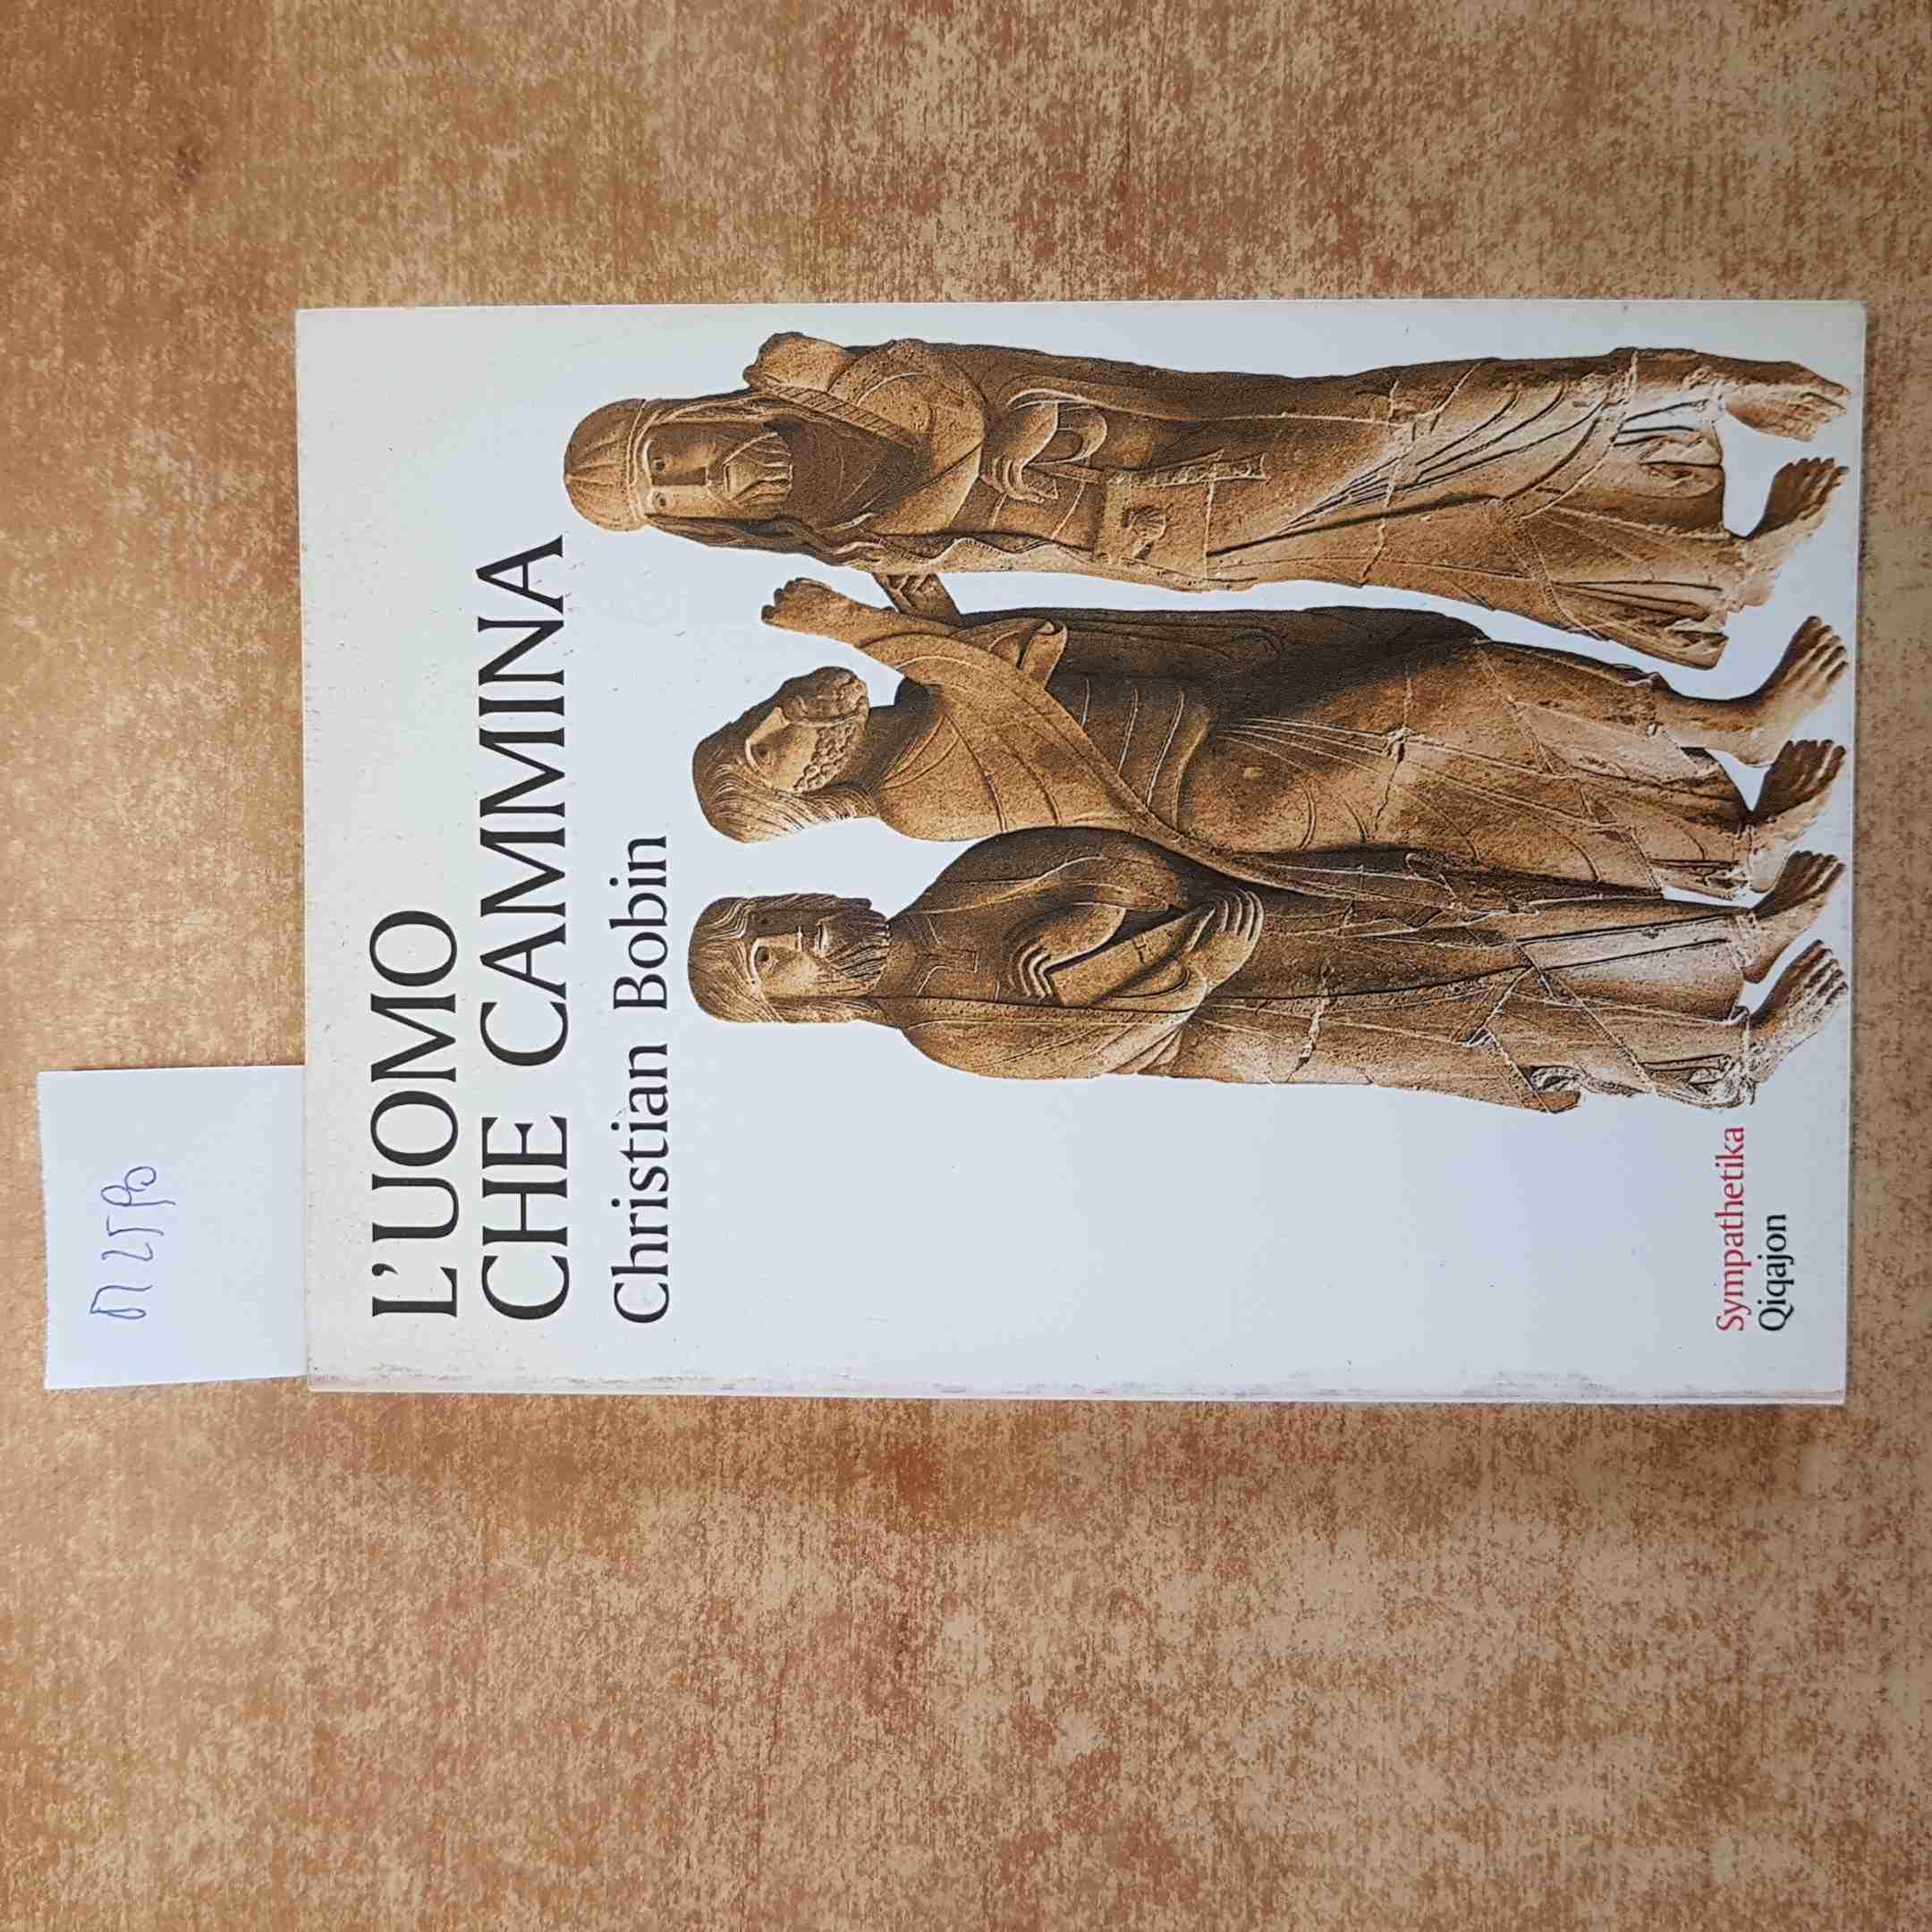 L'UOMO
CHE CAMMINA
Christian Bobin
Sympathetika
Qiqajon